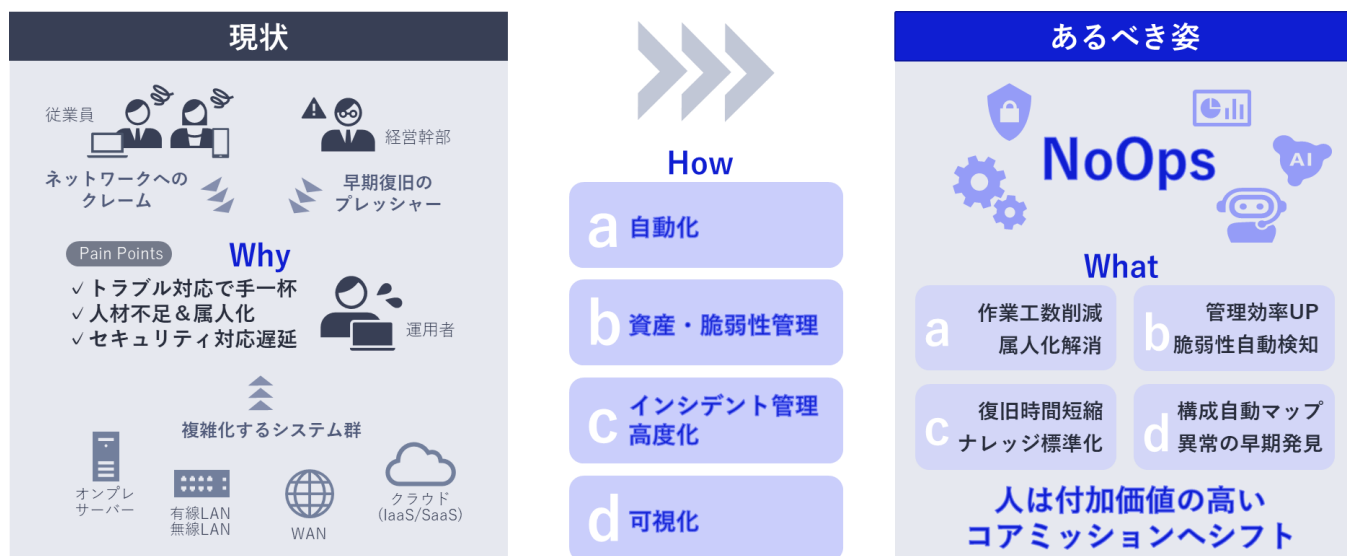 現状
従業員
経営幹部
ネットワークへの
クレーム
早期復旧の
プレッシャー
Pain Points
Why
✓トラブル対応で手一杯
✓人材不足＆属人化
✓セキュリティ対応遅延
運用者
複雑化するシステム群
オンプレ
サーバー
有線LAN
無線LAN
WAN
クラウド
(IaaS/SaaS)
How
a 自動化
b 資産・脆弱性管理
c インシデント管理
高度化
d 可視化
あるべき姿
NoOps
AI
What
a 作業工数削減
属人化解消
b 管理効率UP
脆弱性自動検知
c 復旧時間短縮
ナレッジ標準化
d 構成自動マップ
異常の早期発見
人は付加価値の高い
コアミッションへシフト